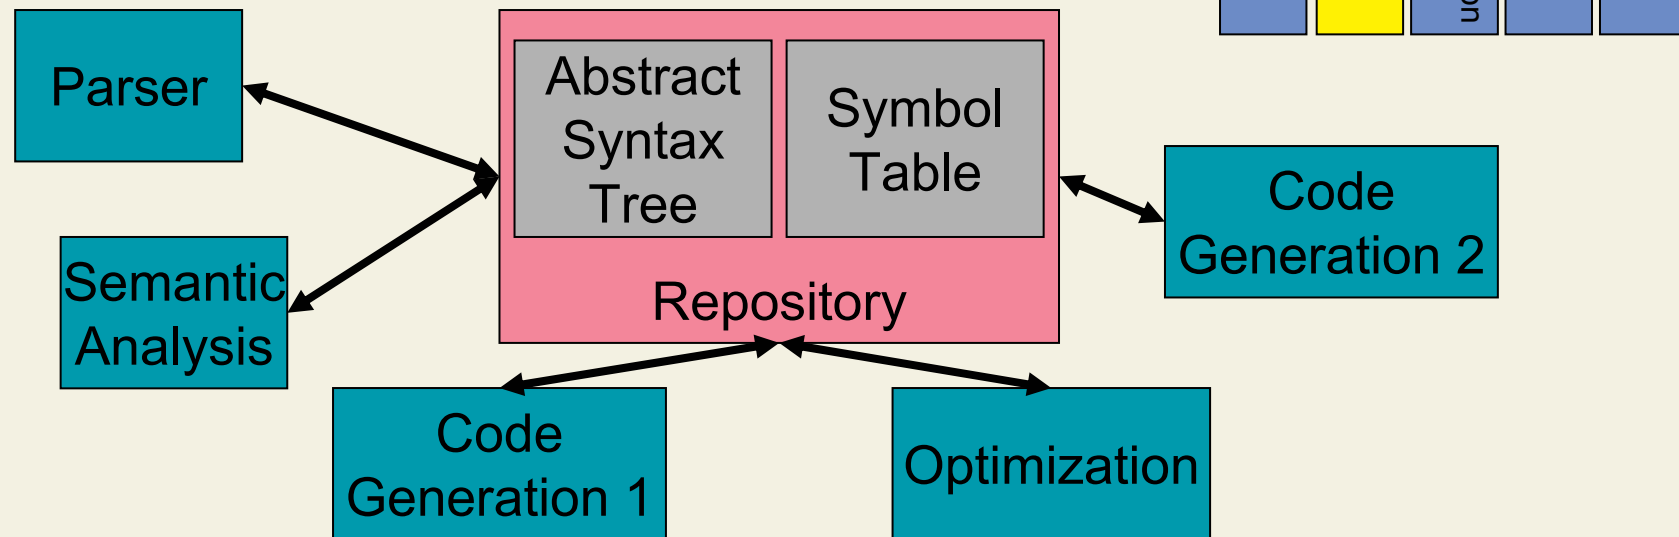 Parser
Abstract
Syntax
Tree
Symbol
Table
Code
Generation 2
Semantic
Analysis
Repository
Code
Generation 1
Optimization